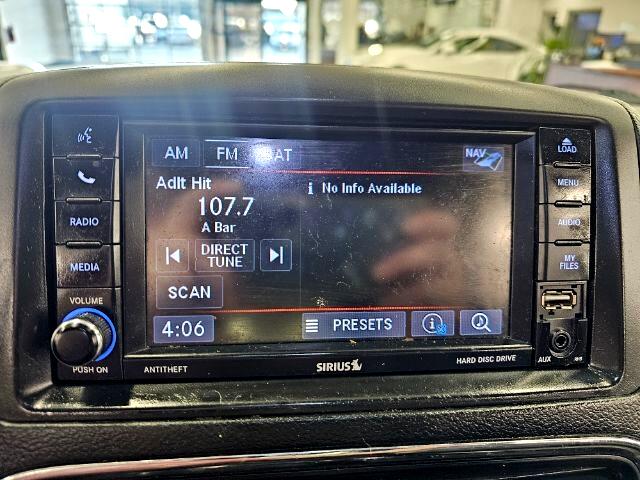 AM FM SAT
NAV
Adlt Hit
107.7
A Bar
i No Info Available
DIRECT
TUNE
SCAN
4:06
PRESETS
i
RADIO
MEDIA
VOLUME
PUSH ON
LOAD
MENU
AUDIO
MY
FILES
AUX
ANTITHEFT
SIRIUS
HARD DISC DRIVE